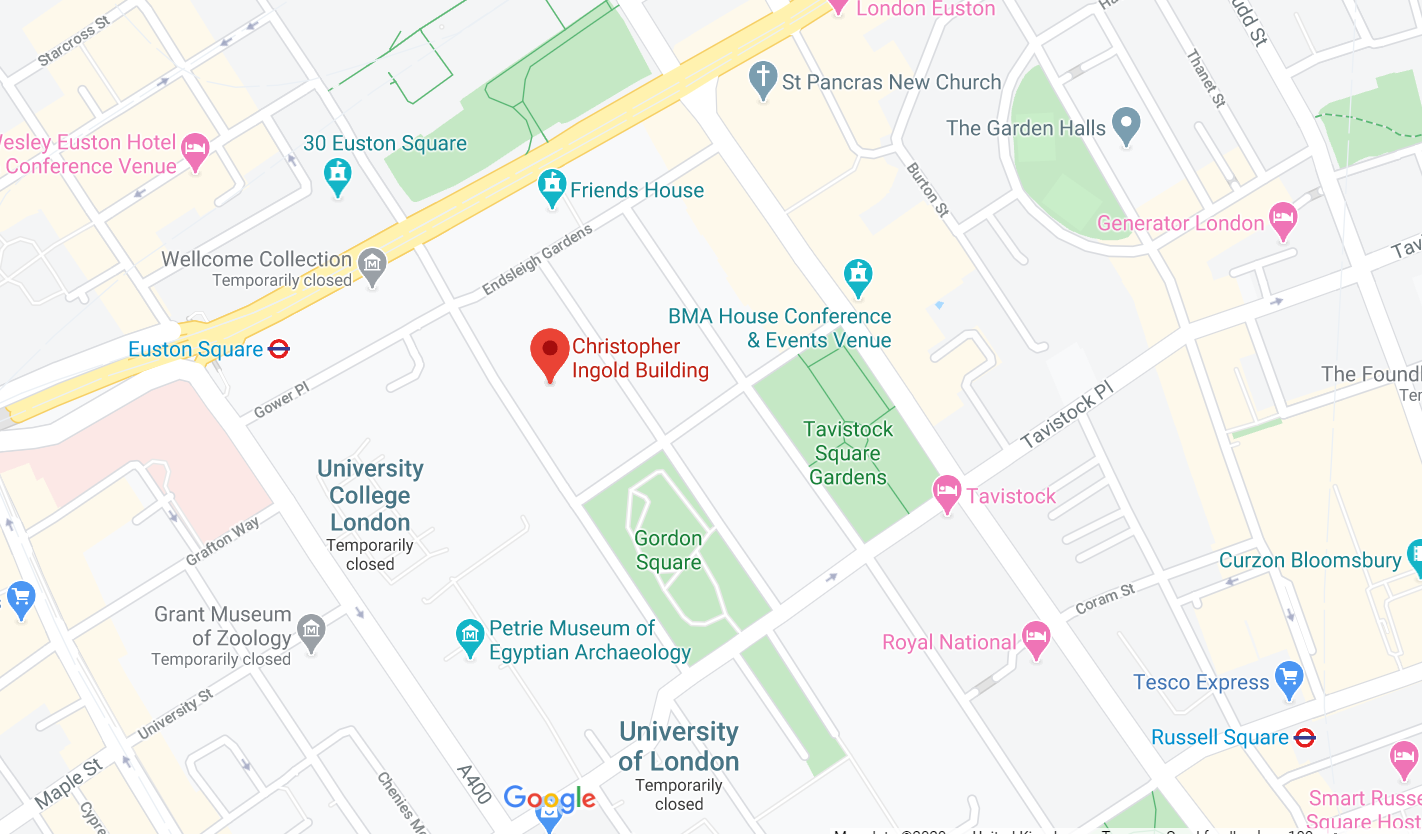 London Euston
Starcross St
St Pancras New Church
Thanet St
The Garden Halls
Wesley Euston Hotel
Conference Venue
30 Euston Square
Friends House
Burton St
Generator London
Endsleigh Gardens
Wellcome Collection
Temporarily closed
BMA House Conference
& Events Venue
Euston Square
Christopher
Ingold Building
Gower Pl
Tavistock Pl
Tavistock
Square
Gardens
University
College
London
Temporarily
closed
Tavistock
Grafton Way
Gordon
Square
Curzon Bloomsbury
Coram St
Grant Museum
of Zoology
Temporarily closed
Petrie Museum of
Egyptian Archaeology
Royal National
Tesco Express
University St
University
of London
Temporarily
closed
Russell Square
Maple St
A400
Google
Smart Russe
Square Host